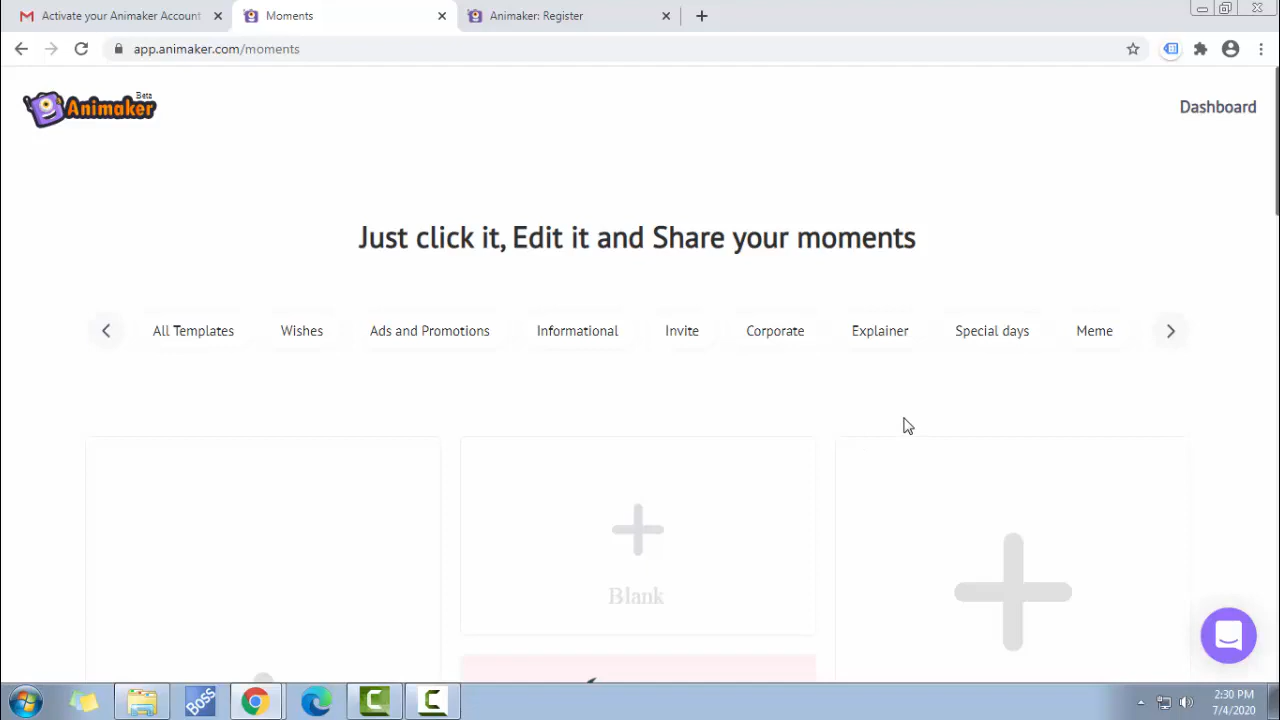 Activate your Animaker Account
Moments
Animaker: Register
app.animaker.com/moments
Beta
Animaker
Dashboard
Just click it, Edit it and Share your moments
All Templates
Wishes
Ads and Promotions
Informational
Invite
Corporate
Explainer
Special days
Meme
Blank
BOSS
2:30 PM
7/4/2020